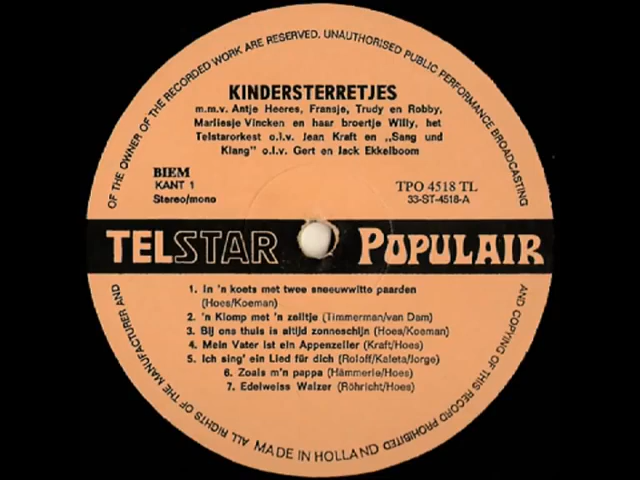 OF THE OWNER OF THE RECORDED WORK ARE RESERVED. UNAUTHORISED PUBLIC PERFORMANCE BROADCASTING
KINDERSTERRETJES
m.m.v. Antje Heeres, Fransje, Trudy en Robby,
Marliesje Vincken en haar broertje Willy, het
Telstarorkest o.l.v. Jean Kraft en „Sang und
Klang" o.l.v. Gert en Jack Ekkelboom
BIEM
KANT 1
Stereo/mono
TPO 4518 TL
33-ST-4518-A
TELSTAR POPULAIR
1. In 'n koets met twee sneeuwwitte paarden
(Hoes/Koeman)
2. 'n Klomp met 'n zeiltje (Timmerman/van Dam)
3. Bij ons thuis is altijd zonneschijn (Hoes/Koeman)
4. Mein Vater ist ein Appenzeller (Kraft/Hoes)
5. Ich sing' ein Lied für dich (Roloff/Kaleta/Jorge)
6. Zoals m'n pappa (Hämmerle/Hoes)
7. Edelweiss Walzer (Röhricht/Hoes)
AND COPYING OF THIS RECORD PROHIBITED
MADE IN HOLLAND
ALL RIGHTS OF THE MANUFACTURER AND